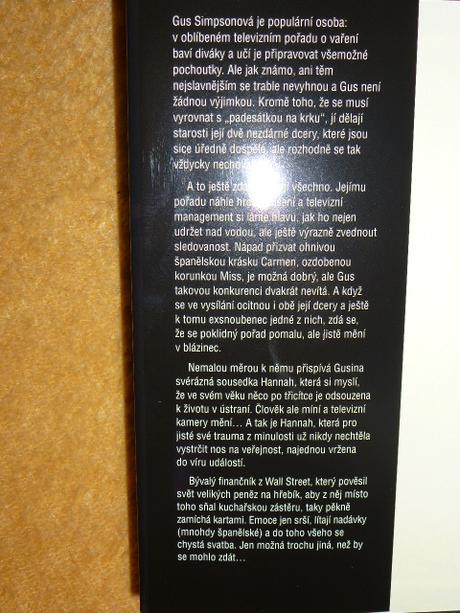 Gus Simpsonová je populární osoba:
v oblíbeném televizním pořadu o vaření
baví diváky a učí je připravovat všemožné
pochoutky. Ale jak známo, ani těm
nejslavnějším se trable nevyhnou a Gus není
žádnou výjimkou. Kromě toho, že se musí
vyrovnat s „padesátkou na krku“, jí dělají
starosti její dvě nezdárné dcery, které jsou
sice úředně dospělé, ale rozhodně se tak
vždycky
A to ještě všechno. Jejímu
pořadu náhle a televizní
management si láme hlavu, jak ho nejen
udržet nad vodou, ale ještě výrazně zvednout
sledovanost. Nápad přizvat ohnivou
španělskou krásku Carmen, ozdobenou
korunkou Miss, je možná dobrý, ale Gus
takovou konkurenci dvakrát nevítá. A když
se ve vysílání ocitnou i obě její dcery a ještě
k tomu exsnoubenec jedné z nich, zdá se,
že se poklidný pořad pomalu, ale jistě mění
v blázinec.
Nemalou měrou k němu přispívá Gusina
svérázná sousedka Hannah, která si myslí,
že ve svém věku něco po třicítce je odsouzena
k životu v ústraní. Člověk ale míní a televizní
kamery mění... A tak je Hannah, která pro
jisté své trauma z minulosti už nikdy nechtěla
vystrčit nos na veřejnost, najednou vržena
do víru událostí.
Bývalý finančník z Wall Street, který pověsil
svět velikých peněz na hřebík, aby z něj místo
toho sňal kuchařskou zástěru, taky pěkně
zamíchá kartami. Emoce jen srší, lítají nadávky
(mnohdy španělské) a do toho všeho se
chystá svatba. Jen možná trochu jiná, než by
se mohlo zdát...